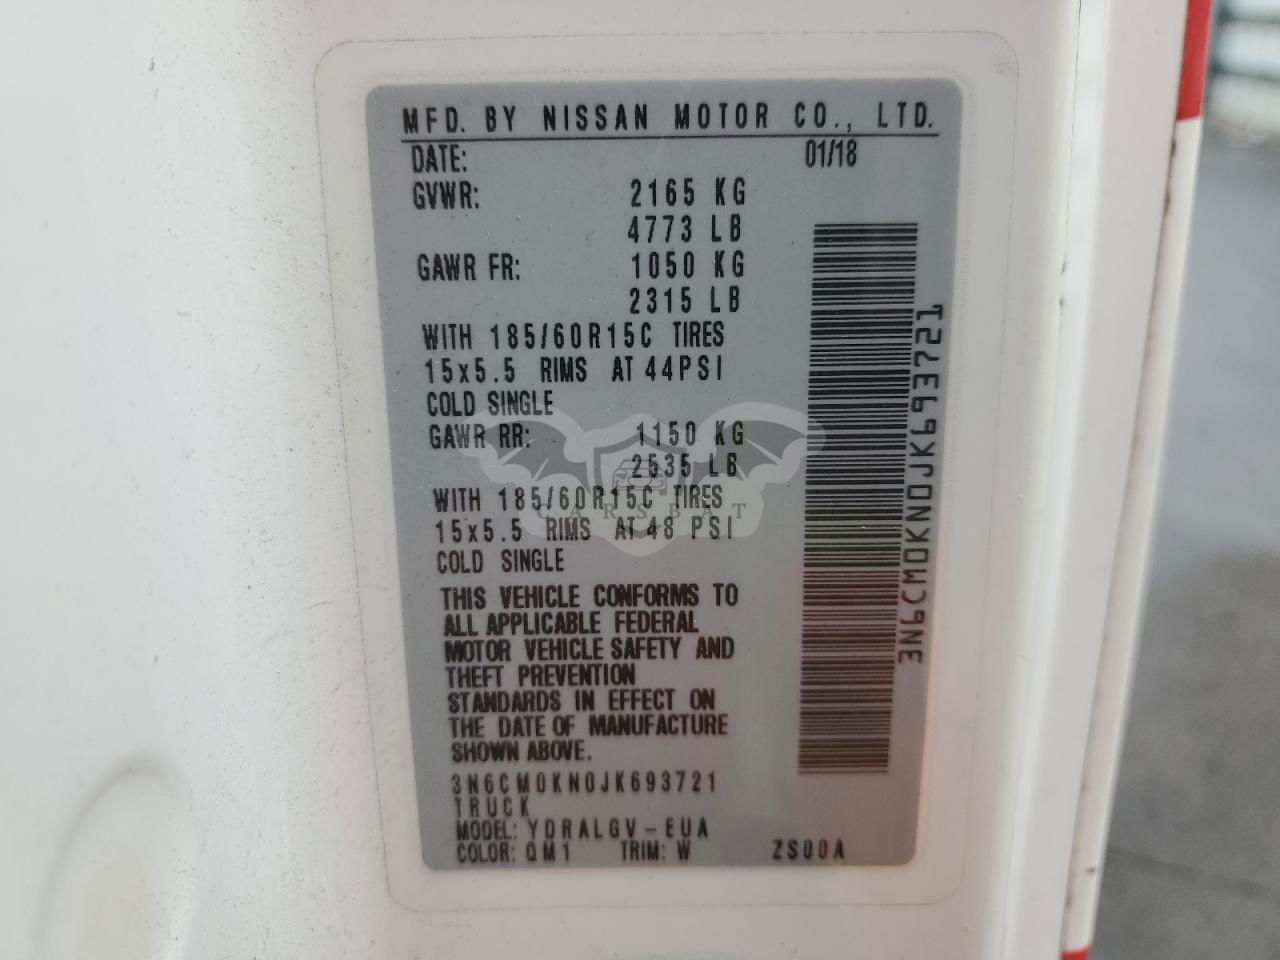 MFD. BY NISSAN MOTOR CO., LTD.
DATE: 01/18
GVWR: 2165 KG
4773 LB
GAWR FR: 1050 KG
2315 LB
WITH 185/60R15C TIRES
15x5.5 RIMS AT 44PSI
COLD SINGLE
GAWR RR: 1150 KG
2535 LB
WITH 185/60R15C TIRES
15x5.5 RIMS AT 48 PSI
COLD SINGLE
THIS VEHICLE CONFORMS TO
ALL APPLICABLE FEDERAL
MOTOR VEHICLE SAFETY AND
THEFT PREVENTION
STANDARDS IN EFFECT ON
THE DATE OF MANUFACTURE
SHOWN ABOVE.
3N6CM0KN0JK693721
TRUCK
MODEL: YDRALGV-EUA
COLOR: QM1 TRIM: W ZS00A
3N6CM0KN0JK693721
CARSBAT